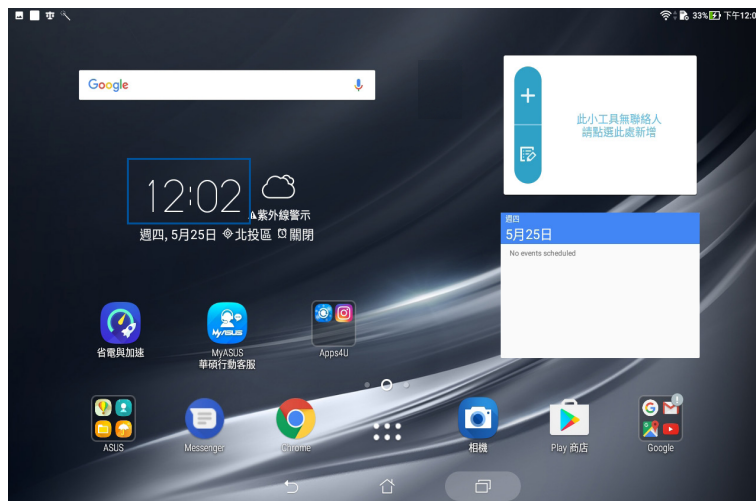 33% 下午12:0
Google
此小工具無聯絡人
請點選此處新增
12:02
紫外線警示
週四, 5月25日 北投區 關閉
週四
5月25日
No events scheduled
省電與加速
MyASUS
MyASUS
華碩行動客服
Apps4U
ASUS
Messenger
Chrome
相機
Play 商店
Google